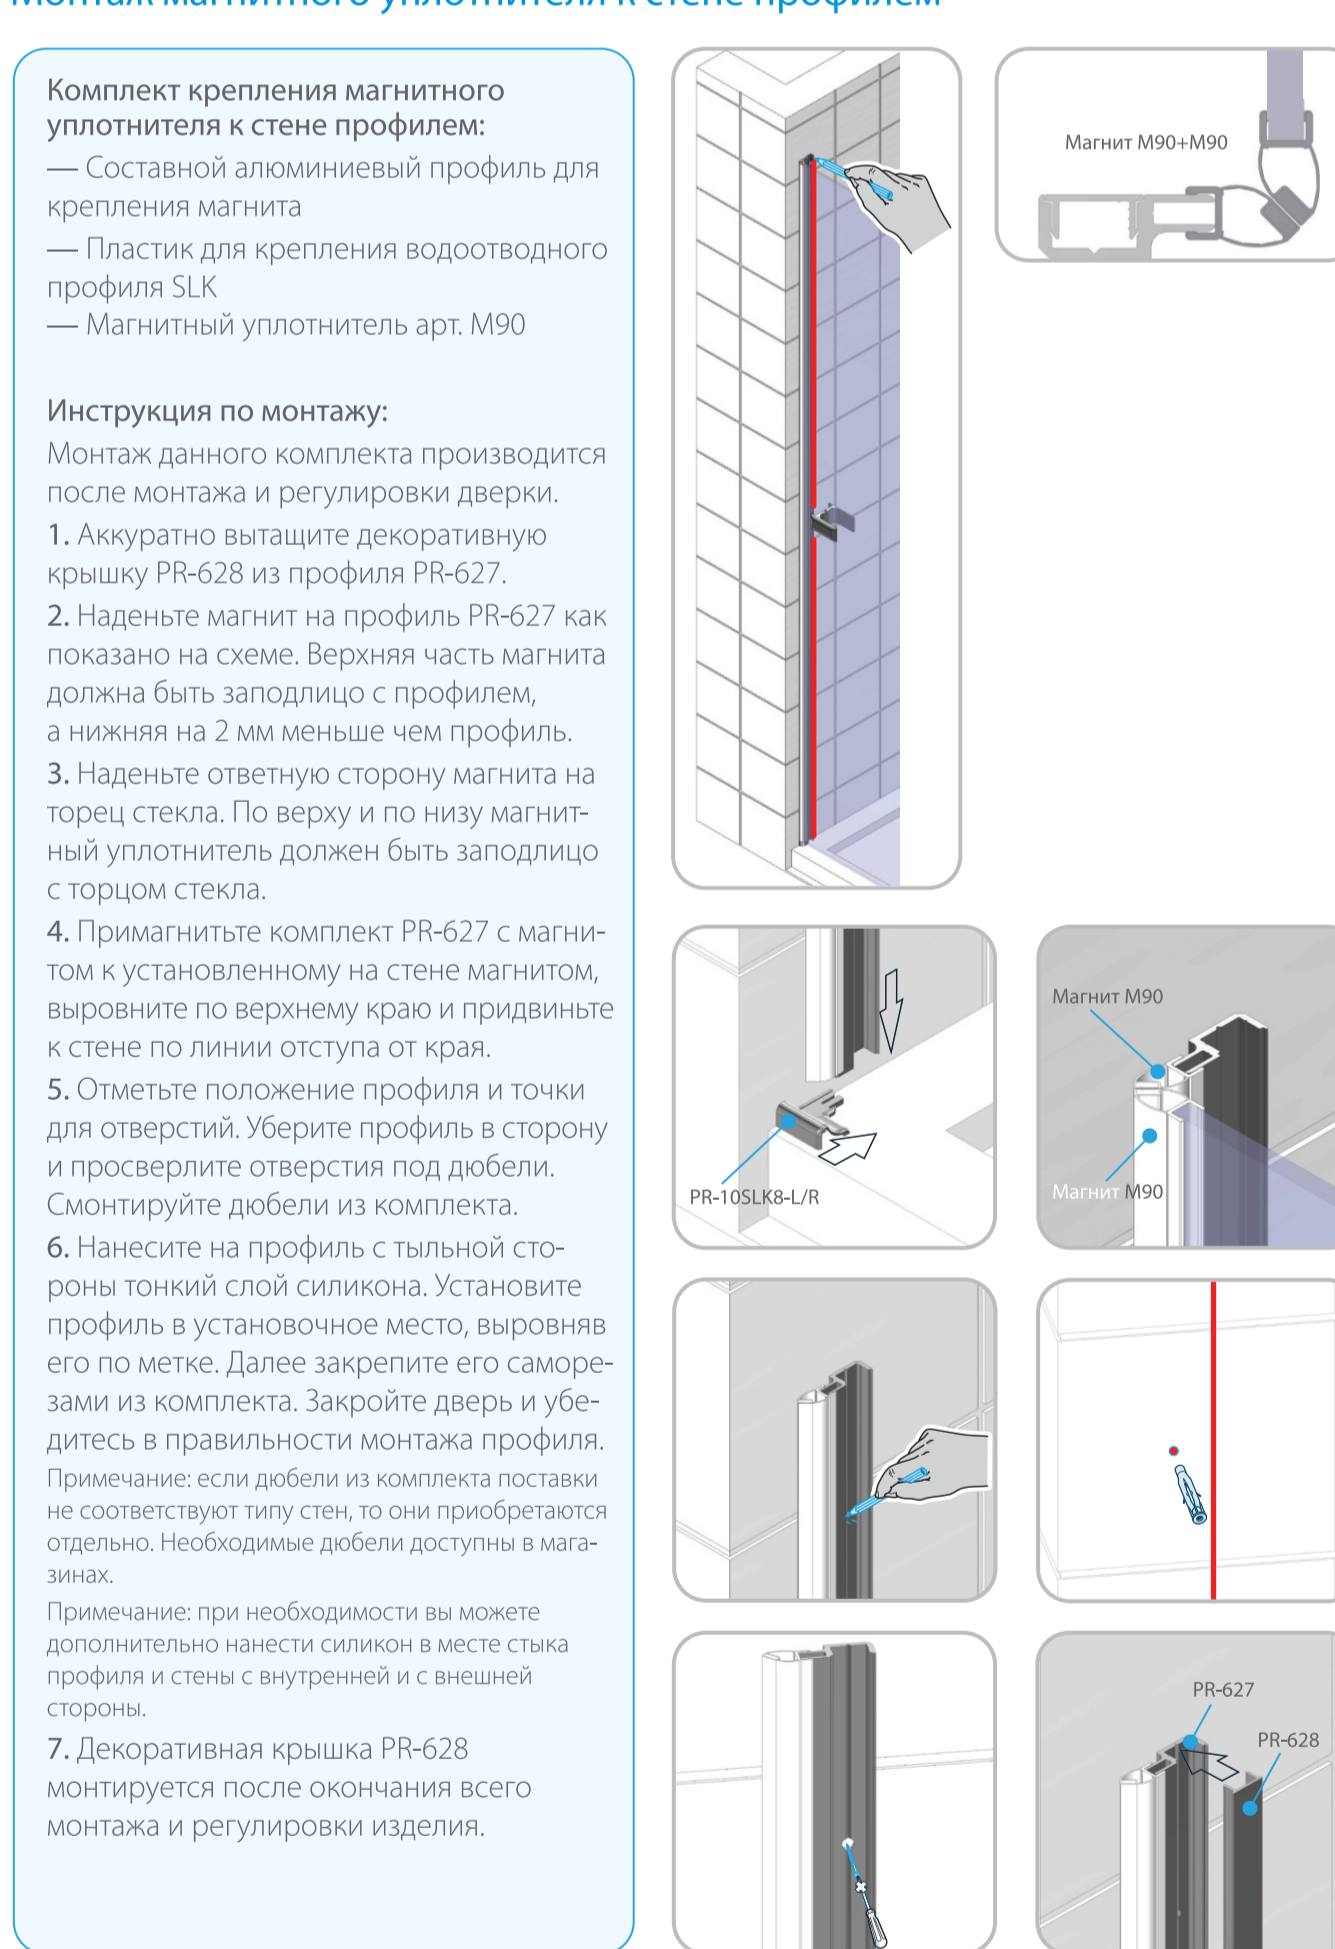 Монтаж магнитного уплотнителя к стене профилем
Комплект крепления магнитного
уплотнителя к стене профилем:
— Составной алюминиевый профиль для
крепления магнита
— Пластик для крепления водоотводного
профиля SLK
— Магнитный уплотнитель арт. M90
Инструкция по монтажу:
Монтаж данного комплекта производится
после монтажа и регулировки дверки.
1. Аккуратно вытащите декоративную
крышку PR-628 из профиля PR-627.
2. Наденьте магнит на профиль PR-627 как
показано на схеме. Верхняя часть магнита
должна быть заподлицо с профилем,
а нижняя на 2 мм меньше чем профиль.
3. Наденьте ответную сторону магнита на
торец стекла. По верху и по низу магнит-
ный уплотнитель должен быть заподлицо
с торцом стекла.
4. Примагнитьте комплект PR-627 с магни-
том к установленному на стене магнитом,
выровните по верхнему краю и придвиньте
к стене по линии отступа от края.
5. Отметьте положение профиля и точки
для отверстий. Уберите профиль в сторону
и просверлите отверстия под дюбели.
Смонтируйте дюбели из комплекта.
6. Нанесите на профиль с тыльной сто-
роны тонкий слой силикона. Установите
профиль в установочное место, выровняв
его по метке. Далее закрепите его саморе-
зами из комплекта. Закройте дверь и убе-
дитесь в правильности монтажа профиля.
Примечание: если дюбели из комплекта поставки
не соответствуют типу стен, то они приобретаются
отдельно. Необходимые дюбели доступны в мага-
зинах.
Примечание: при необходимости вы можете
дополнительно нанести силикон в месте стыка
профиля и стены с внутренней и с внешней
стороны.
7. Декоративная крышка PR-628
монтируется после окончания всего
монтажа и регулировки изделия.
Магнит M90+M90
PR-10SLK8-L/R
Магнит M90
Магнит M90
PR-627
PR-628